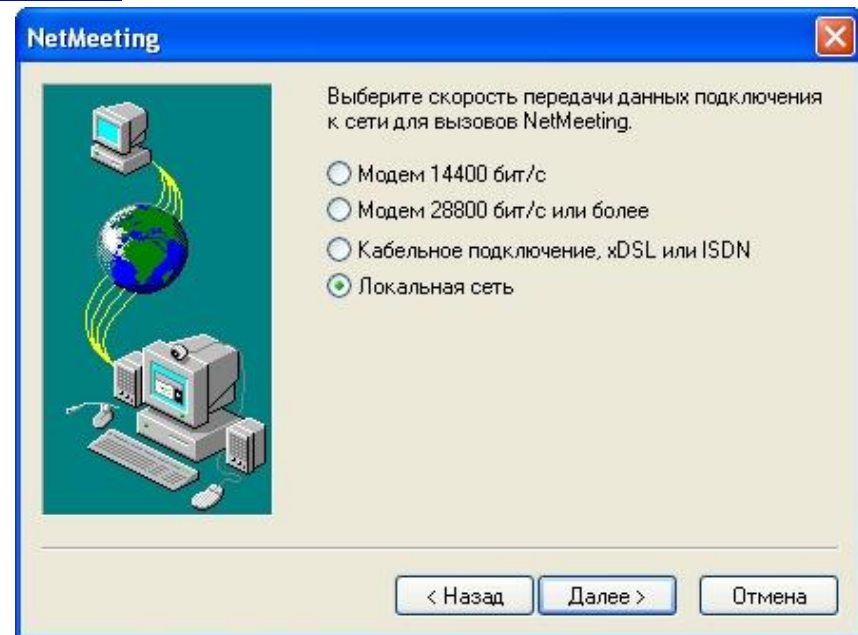 NetMeeting
Выберите скорость передачи данных подключения
к сети для вызовов NetMeeting.
Модем 14400 бит/с
Модем 28800 бит/с или более
Кабельное подключение, xDSL или ISDN
Локальная сеть
< Назад
Далее >
Отмена